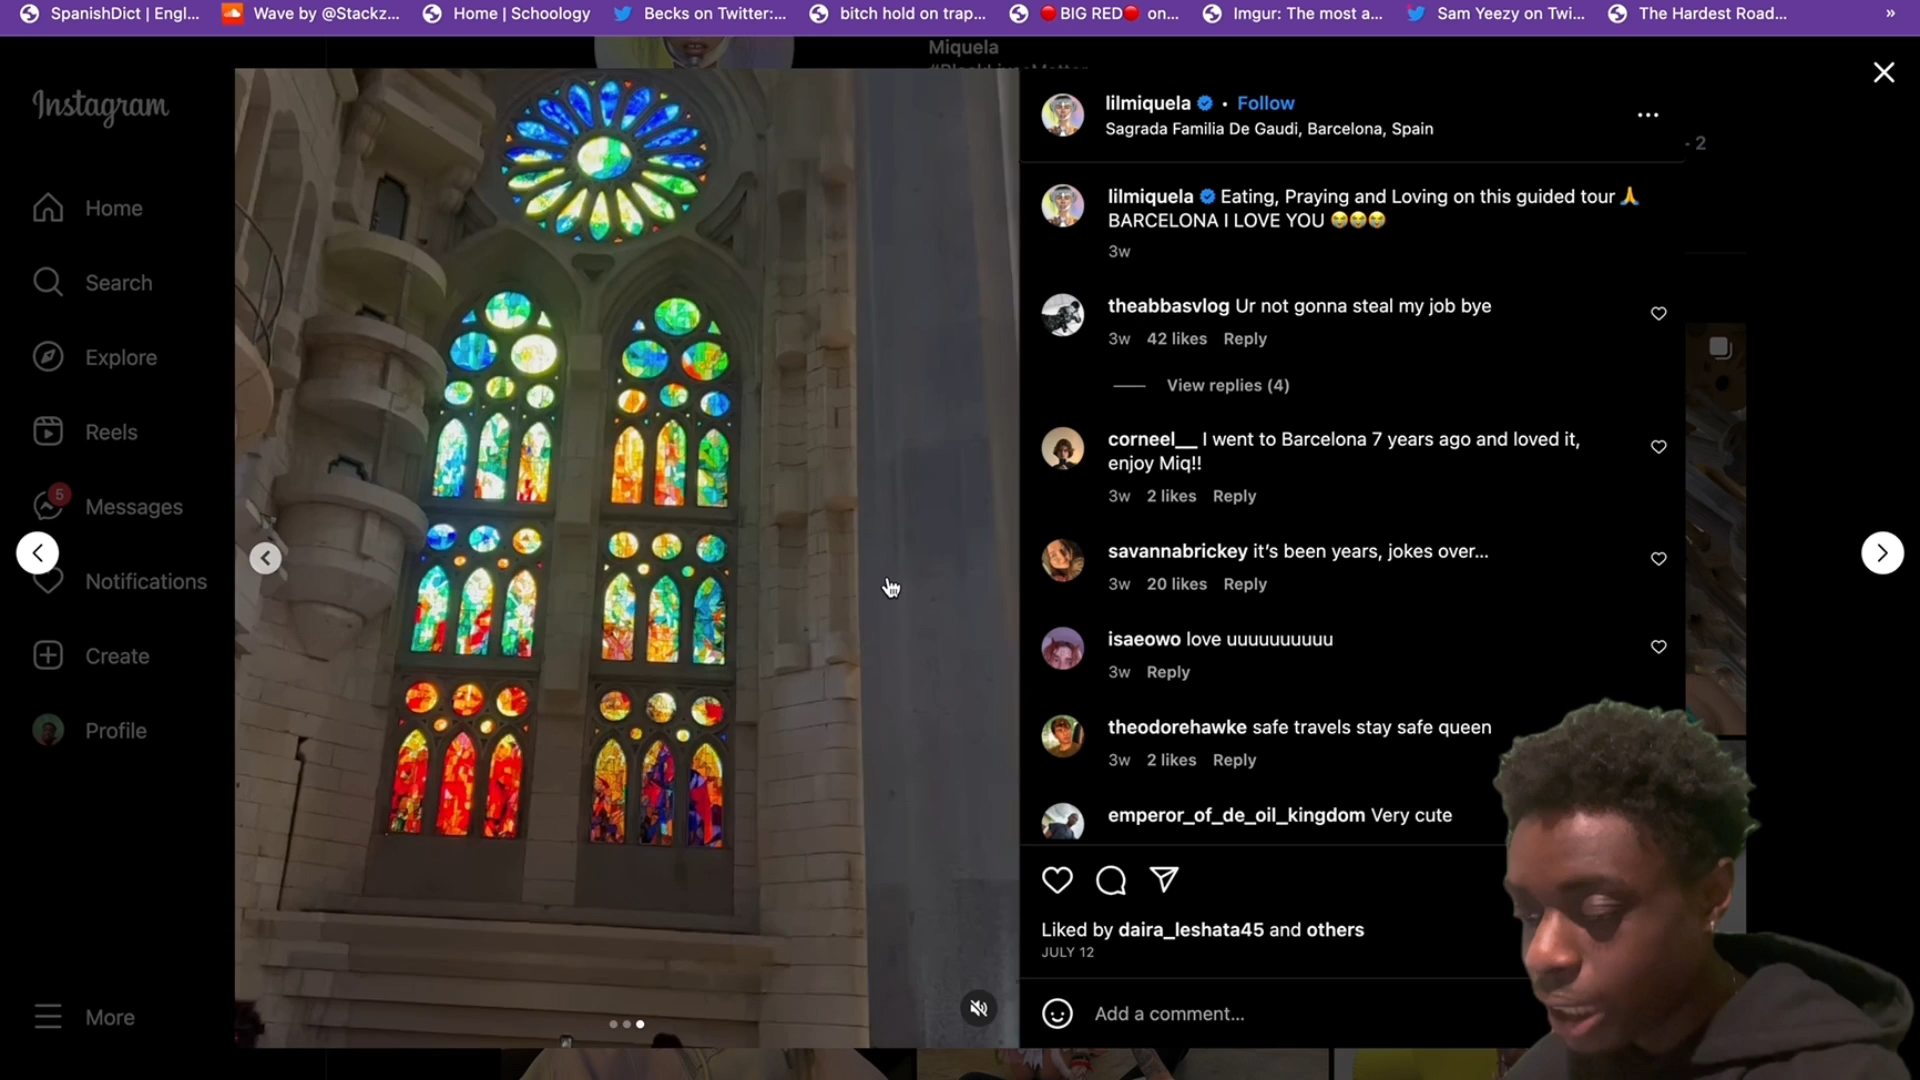 SpanishDict | Engl...
Wave by @Stackz...
Home | Schoology
Becks on Twitter:...
bitch hold on trap...
🔴BIG RED🔴 on...
Imgur: The most a...
Sam Yeezy on Twi...
The Hardest Road...
»
Miquela
Instagram
Home
Search
Explore
Reels
5
Messages
Notifications
Create
Profile
More
lilmiquela • Follow
Sagrada Familia De Gaudi, Barcelona, Spain
- 2
lilmiquela Eating, Praying and Loving on this guided tour 🙏
BARCELONA I LOVE YOU 😭😭😭
3w
theabbasvlog Ur not gonna steal my job bye
3w 42 likes Reply
View replies (4)
corneel__ I went to Barcelona 7 years ago and loved it,
enjoy Miq!!
3w 2 likes Reply
savannabrickey it's been years, jokes over...
3w 20 likes Reply
isaeowo love uuuuuuuuuu
3w Reply
theodorehawke safe travels stay safe queen
3w 2 likes Reply
emperor_of_de_oil_kingdom Very cute
Liked by daira_leshata45 and others
JULY 12
Add a comment...